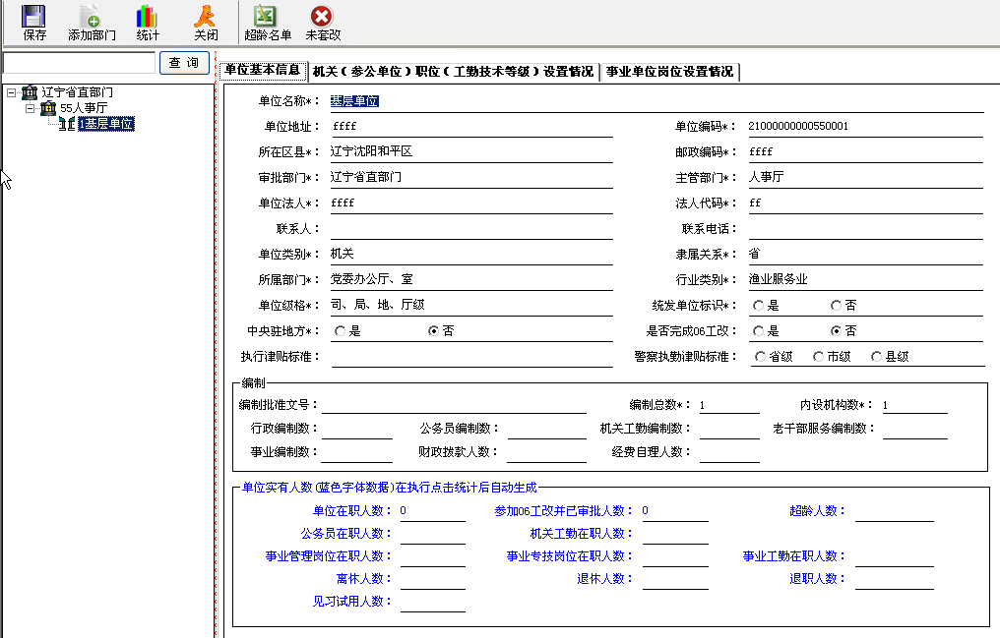 保存 添加部门 统计 关闭 超龄名单 未套改
查 询
辽宁省直部门
55人事厅
1基层单位
单位基本信息 机关（参公单位）职位（工勤技术等级）设置情况 事业单位岗位设置情况
单位名称*： 基层单位
单位地址： ffff 单位编码*： 21000000000550001
所在区县*： 辽宁沈阳和平区 邮政编码*： ffff
审批部门*： 辽宁省直部门 主管部门*： 人事厅
单位法人*： ffff 法人代码*： ff
联系人： 联系电话：
单位类别*： 机关 隶属关系*： 省
所属部门*： 党委办公厅、室 行业类别*： 渔业服务业
单位级格*： 司、局、地、厅级 统发单位标识*： 是 否
中央驻地方*： 是 否 是否完成06工改： 是 否
执行津贴标准： 警察执勤津贴标准： 省级 市级 县级
编制
编制批准文号： 编制总数*： 1 内设机构数*： 1
行政编制数： 公务员编制数： 机关工勤编制数： 老干部服务编制数：
事业编制数： 财政拨款人数： 经费自理人数：
单位实有人数(蓝色字体数据)在执行点击统计后自动生成
单位在职人数： 0 参加06工改并已审批人数： 0 超龄人数：
公务员在职人数： 机关工勤在职人数：
事业管理岗位在职人数： 事业专技岗位在职人数： 事业工勤在职人数：
离休人数： 退休人数： 退职人数：
见习试用人数：